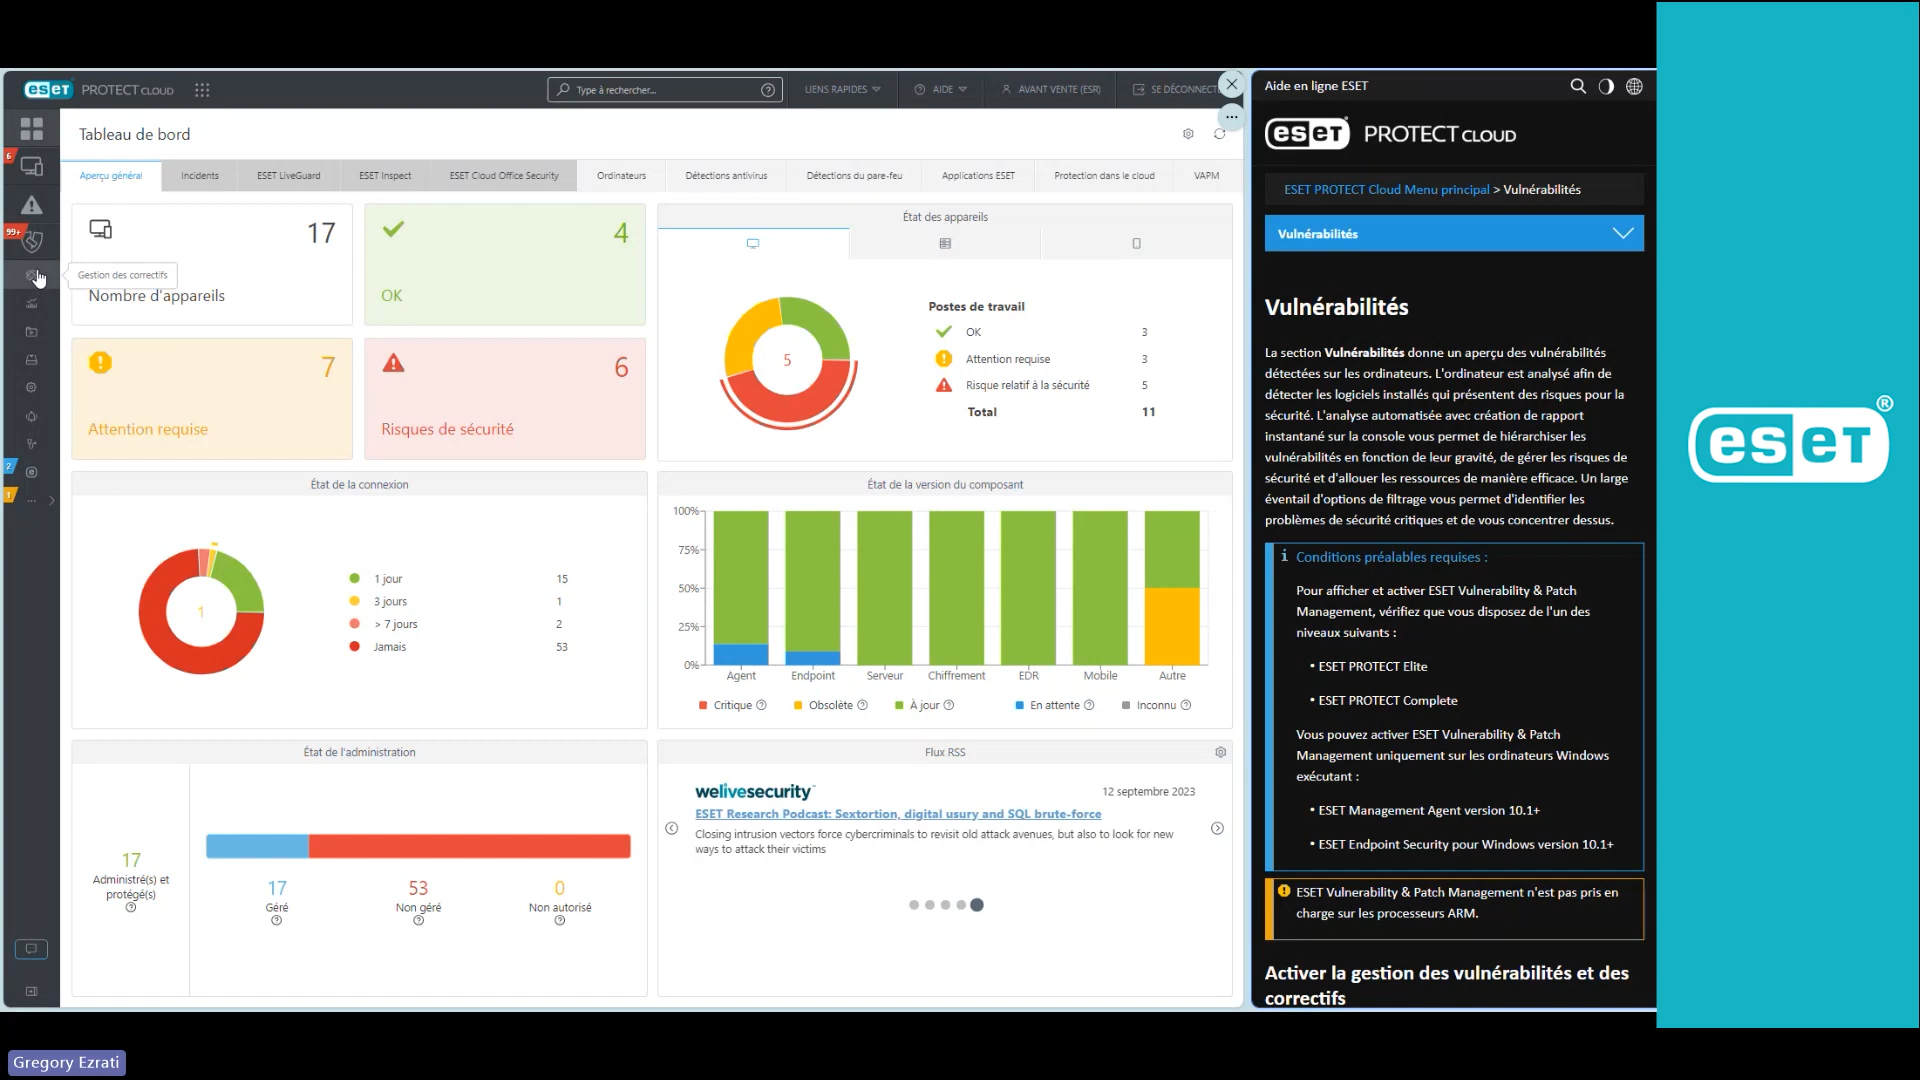 eset PROTECT CLOUD
Type à rechercher...
LIENS RAPIDES
AIDE
AVANT VENTE (ESR)
SE DÉCONNECT
Tableau de bord
Aperçu général
Incidents
ESET LiveGuard
ESET Inspect
ESET Cloud Office Security
Ordinateurs
Détections antivirus
Détections du pare-feu
Applications ESET
Protection dans le cloud
VAPM
6
99+
2
1
Gestion des correctifs
17
Nombre d'appareils
4
OK
7
Attention requise
6
Risques de sécurité
État des appareils
5
Postes de travail
OK 3
Attention requise 3
Risque relatif à la sécurité 5
Total 11
État de la connexion
1
1 jour 15
3 jours 1
> 7 jours 2
Jamais 53
État de la version du composant
100%
75%
50%
25%
0%
Agent Endpoint Serveur Chiffrement EDR Mobile Autre
Critique Obsolète À jour En attente Inconnu
État de l'administration
17
Administré(s) et
protégé(s)
17 53 0
Géré Non géré Non autorisé
Flux RSS
welivesecurity 12 septembre 2023
ESET Research Podcast: Sextortion, digital usury and SQL brute-force
Closing intrusion vectors force cybercriminals to revisit old attack avenues, but also to look for new
ways to attack their victims
Aide en ligne ESET
eset PROTECT CLOUD
ESET PROTECT Cloud Menu principal > Vulnérabilités
Vulnérabilités
Vulnérabilités
La section Vulnérabilités donne un aperçu des vulnérabilités
détectées sur les ordinateurs. L'ordinateur est analysé afin de
détecter les logiciels installés qui présentent des risques pour la
sécurité. L'analyse automatisée avec création de rapport
instantané sur la console vous permet de hiérarchiser les
vulnérabilités en fonction de leur gravité, de gérer les risques de
sécurité et d'allouer les ressources de manière efficace. Un large
éventail d'options de filtrage vous permet d'identifier les
problèmes de sécurité critiques et de vous concentrer dessus.
Conditions préalables requises :
Pour afficher et activer ESET Vulnerability & Patch
Management, vérifiez que vous disposez de l'un des
niveaux suivants :
• ESET PROTECT Elite
• ESET PROTECT Complete
Vous pouvez activer ESET Vulnerability & Patch
Management uniquement sur les ordinateurs Windows
exécutant :
• ESET Management Agent version 10.1+
• ESET Endpoint Security pour Windows version 10.1+
ESET Vulnerability & Patch Management n'est pas pris en
charge sur les processeurs ARM.
Activer la gestion des vulnérabilités et des
correctifs
eset®
Gregory Ezrati